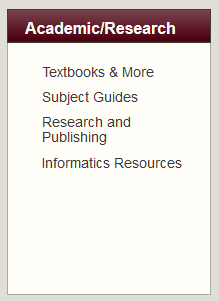 Academic/Research
Textbooks & More
Subject Guides
Research and
Publishing
Informatics Resources